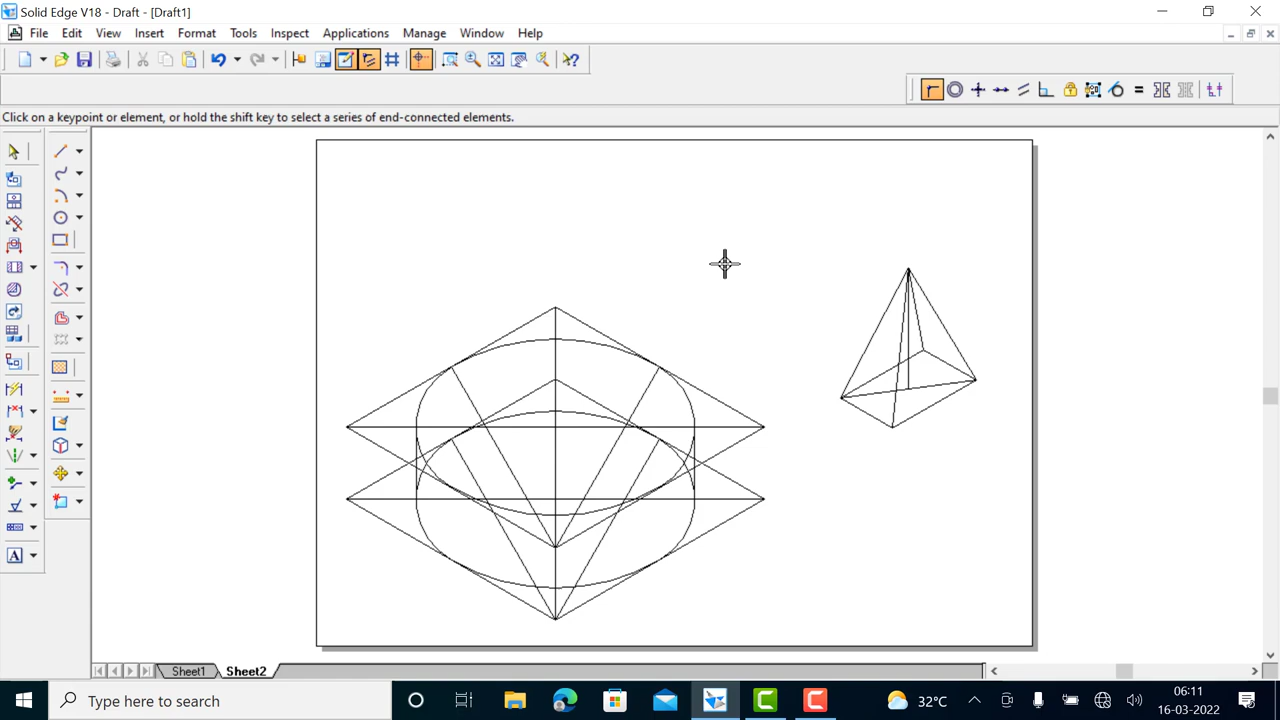 Solid Edge V18 - Draft - [Draft1]
File Edit View Insert Format Tools Inspect Applications Manage Window Help
Click on a keypoint or element, or hold the shift key to select a series of end-connected elements.
A
Sheet1 Sheet2
Type here to search
32°C
06:11
16-03-2022